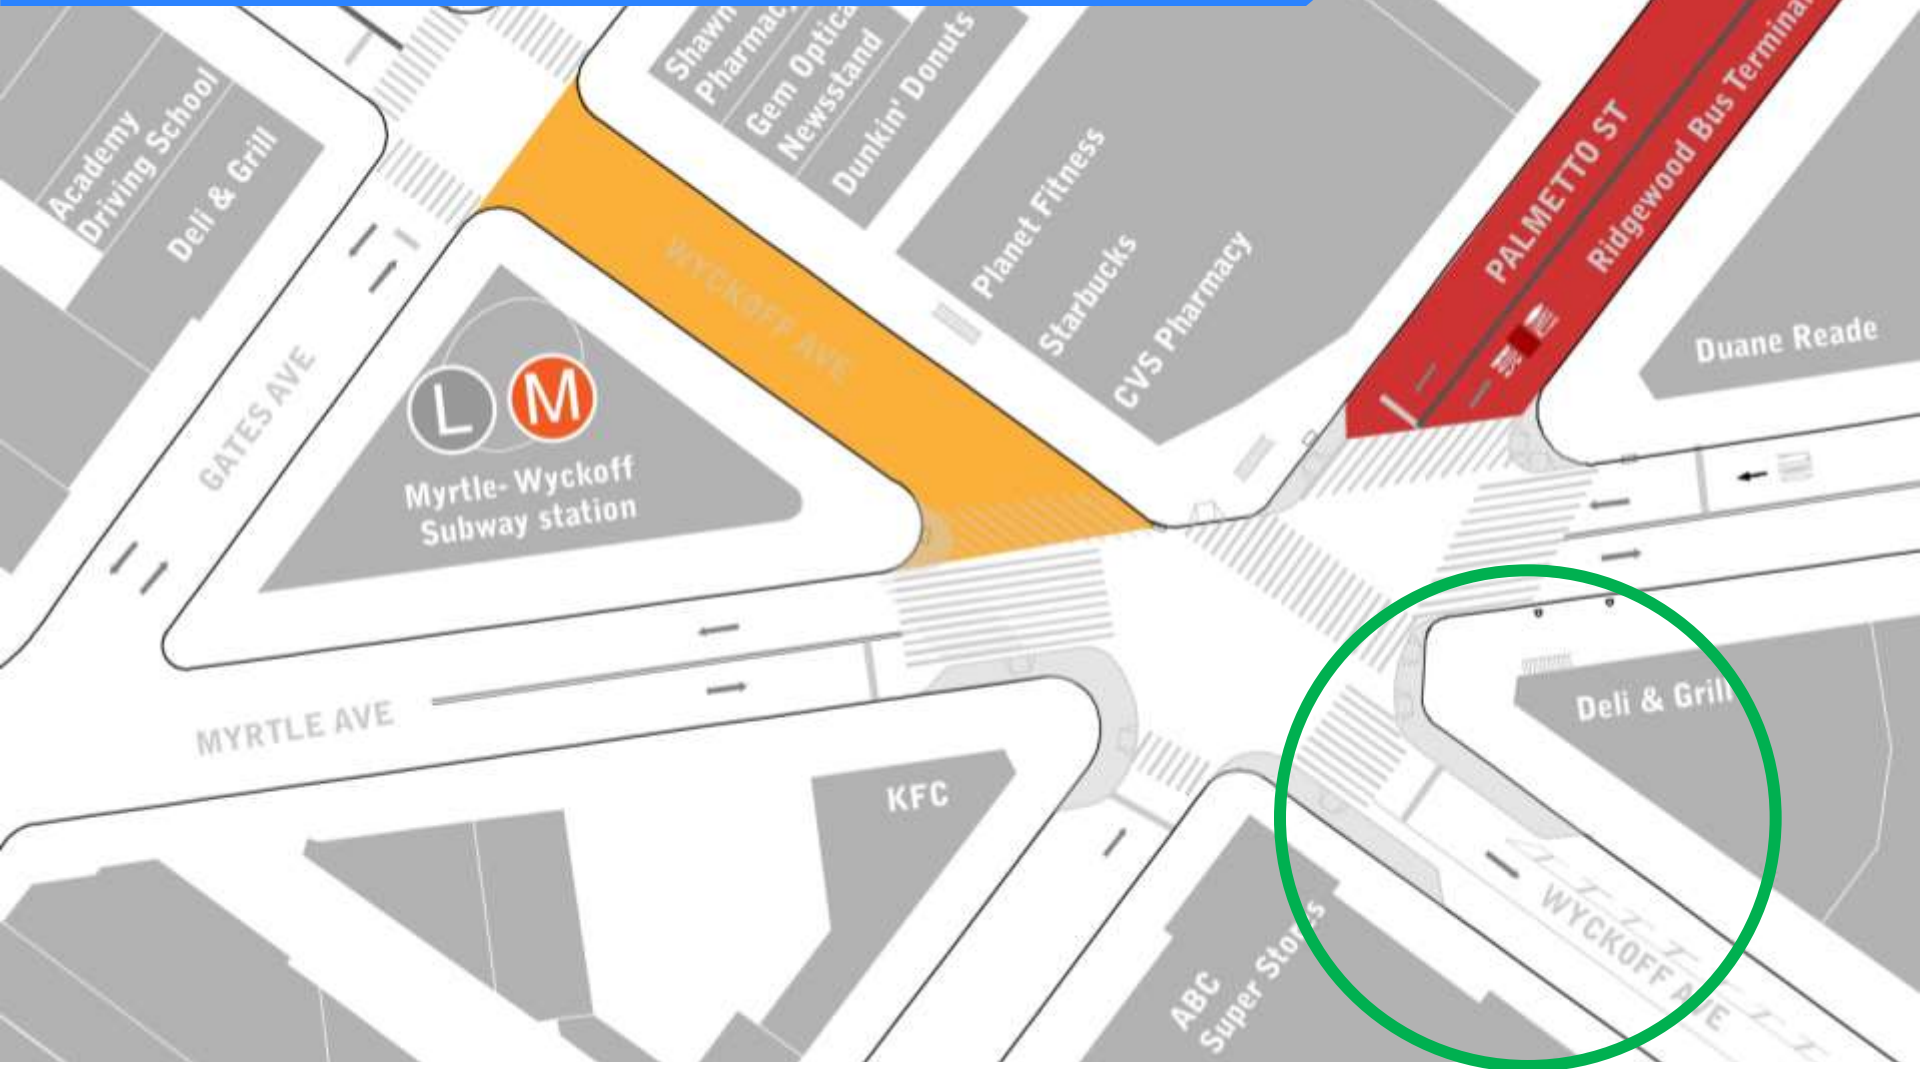 Shawn
Pharmacy
Gem Optical
Newsstand
Dunkin' Donuts
Academy
Driving School
Deli & Grill
Planet Fitness
Starbucks
CVS Pharmacy
PALMETTO ST
Ridgewood Bus Terminal
Duane Reade
WYCKOFF AVE
GATES AVE
L
M
Myrtle-Wyckoff
Subway station
MYRTLE AVE
KFC
Deli & Grill
ABC
Super Stores
WYCKOFF AVE